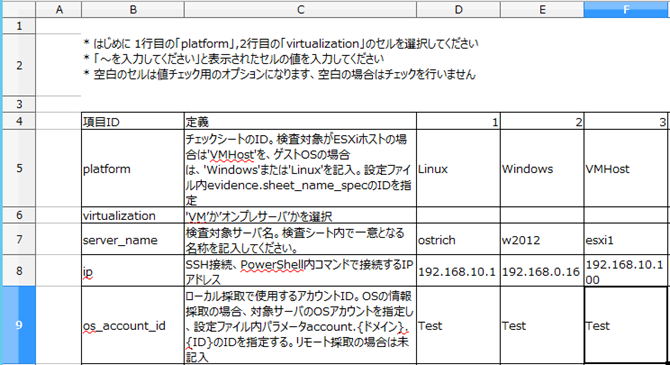 A B C D E F
1
* はじめに 1行目の「platform」,2行目の「virtualization」のセルを選択してください
2 * 「～を入力してください」と表示されたセルの値を入力してください
* 空白のセルは値チェック用のオプションになります、空白の場合はチェックを行いません
3
4 項目ID 定義 1 2 3
チェックシートのID。検査対象がESXiホストの場
合は'VMHost'を、ゲストOSの場合
5 platform は、'Windows'または'Linux'を記入。設定ファイ Linux Windows VMHost
ル内evidence.sheet_name_specのIDを指
定
6 virtualization 'VM'か'オンプレサーバ'かを選択
7 server_name 検査対象サーバ名。検査シート内で一意となる ostrich w2012 esxi1
名称を記入してください。
8 ip SSH接続、PowerShell内コマンドで接続するIP 192.168.10.1 192.168.0.16 192.168.10.1
アドレス 00
ローカル採取で使用するアカウントID。OSの情報
採取の場合、対象サーバのOSアカウントを指定し
9 os_account_id 、設定ファイル内パラメータaccount.{ドメイン}. Test Test Test
{ID}のIDを指定する。リモート採取の場合は未
記入